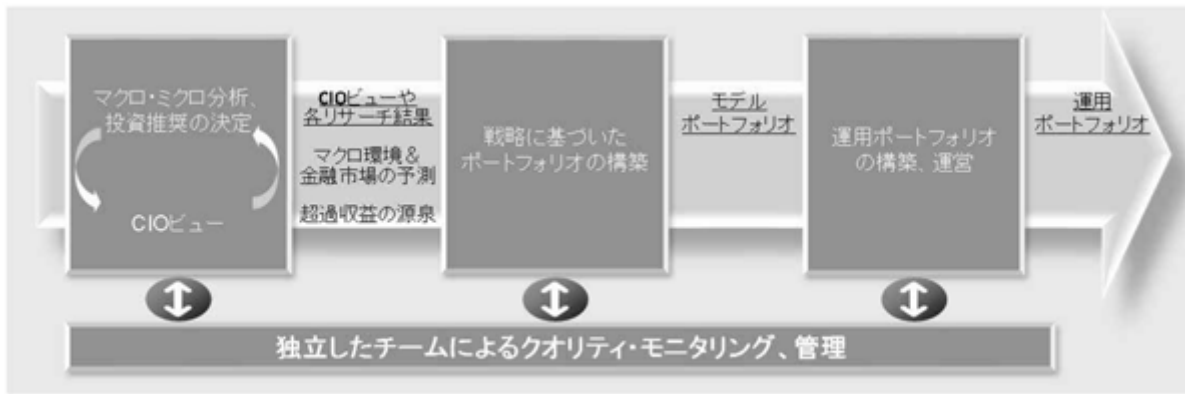 マクロ・ミクロ分析、
投資推奨の決定
CIOビュー
CIOビューや
各リサーチ結果
マクロ環境＆
金融市場の予測
超過収益の源泉
戦略に基づいた
ポートフォリオの構築
モデル
ポートフォリオ
運用ポートフォリオ
の構築、運営
運用
ポートフォリオ
独立したチームによるクオリティ・モニタリング、管理